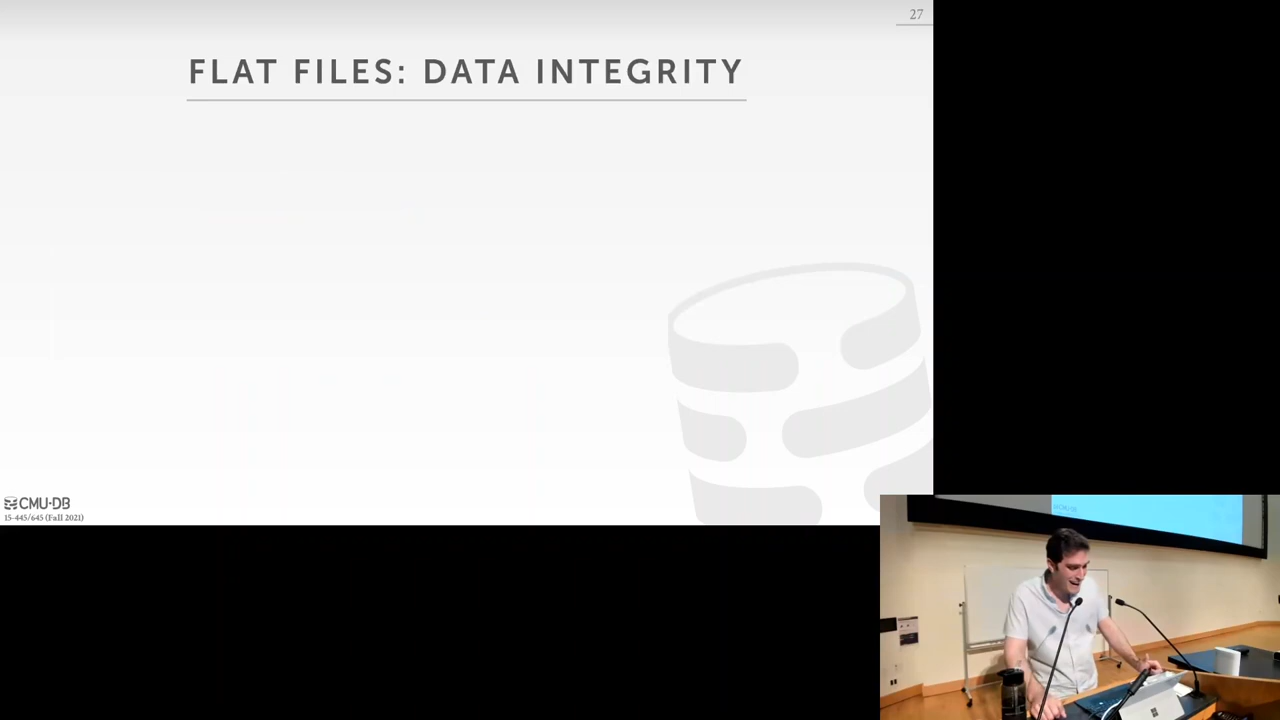 27
FLAT FILES: DATA INTEGRITY
CMU·DB
15-445/645 (Fall 2021)